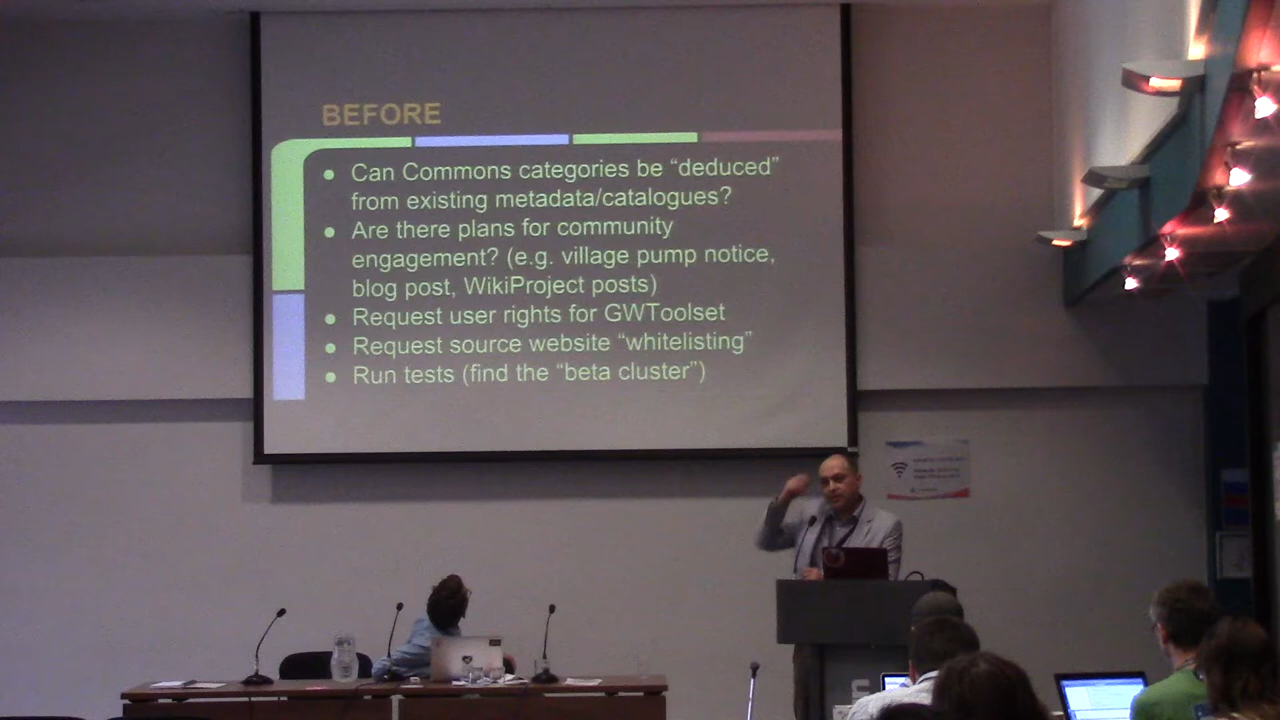 BEFORE
● Can Commons categories be “deduced”
from existing metadata/catalogues?
● Are there plans for community
engagement? (e.g. village pump notice,
blog post, WikiProject posts)
● Request user rights for GWToolset
● Request source website “whitelisting”
● Run tests (find the “beta cluster”)